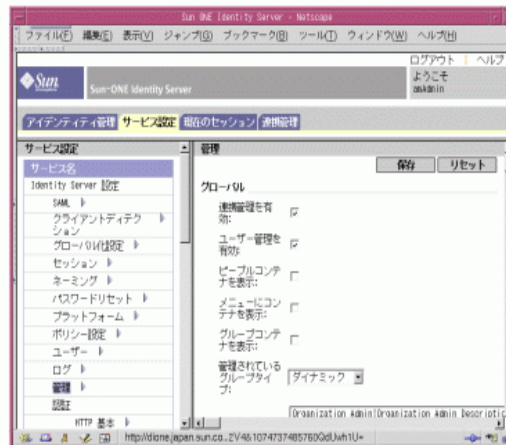 Sun ONE Identity Server - Netscape
ファイル(F) 編集(E) 表示(V) ジャンプ(G) ブックマーク(B) ツール(T) ウィンドウ(W) ヘルプ(H)
ログアウト | ヘルプ
Sun
Sun-ONE Identity Server
ようこそ
amAdmin
アイデンティティ管理 サービス設定 現在のセッション 連携管理
サービス設定
サービス名
Identity Server 設定
SAML
クライアントディテク
ション
セッション
ネーミング
パスワードリセット
プラットフォーム
ポリシー設定
ユーザー
ログ
管理
認証
HTTP 基本
管理
保存 リセット
グローバル
連携管理を有
効:
ユーザー管理を
有効:
ピープルコンテ
ナを表示:
メニューにコン
テナを表示:
グループコンテ
ナを表示:
管理されている
グループタイ
プ:
ダイナミック
Organization Admin|Organization Admin Descriptic